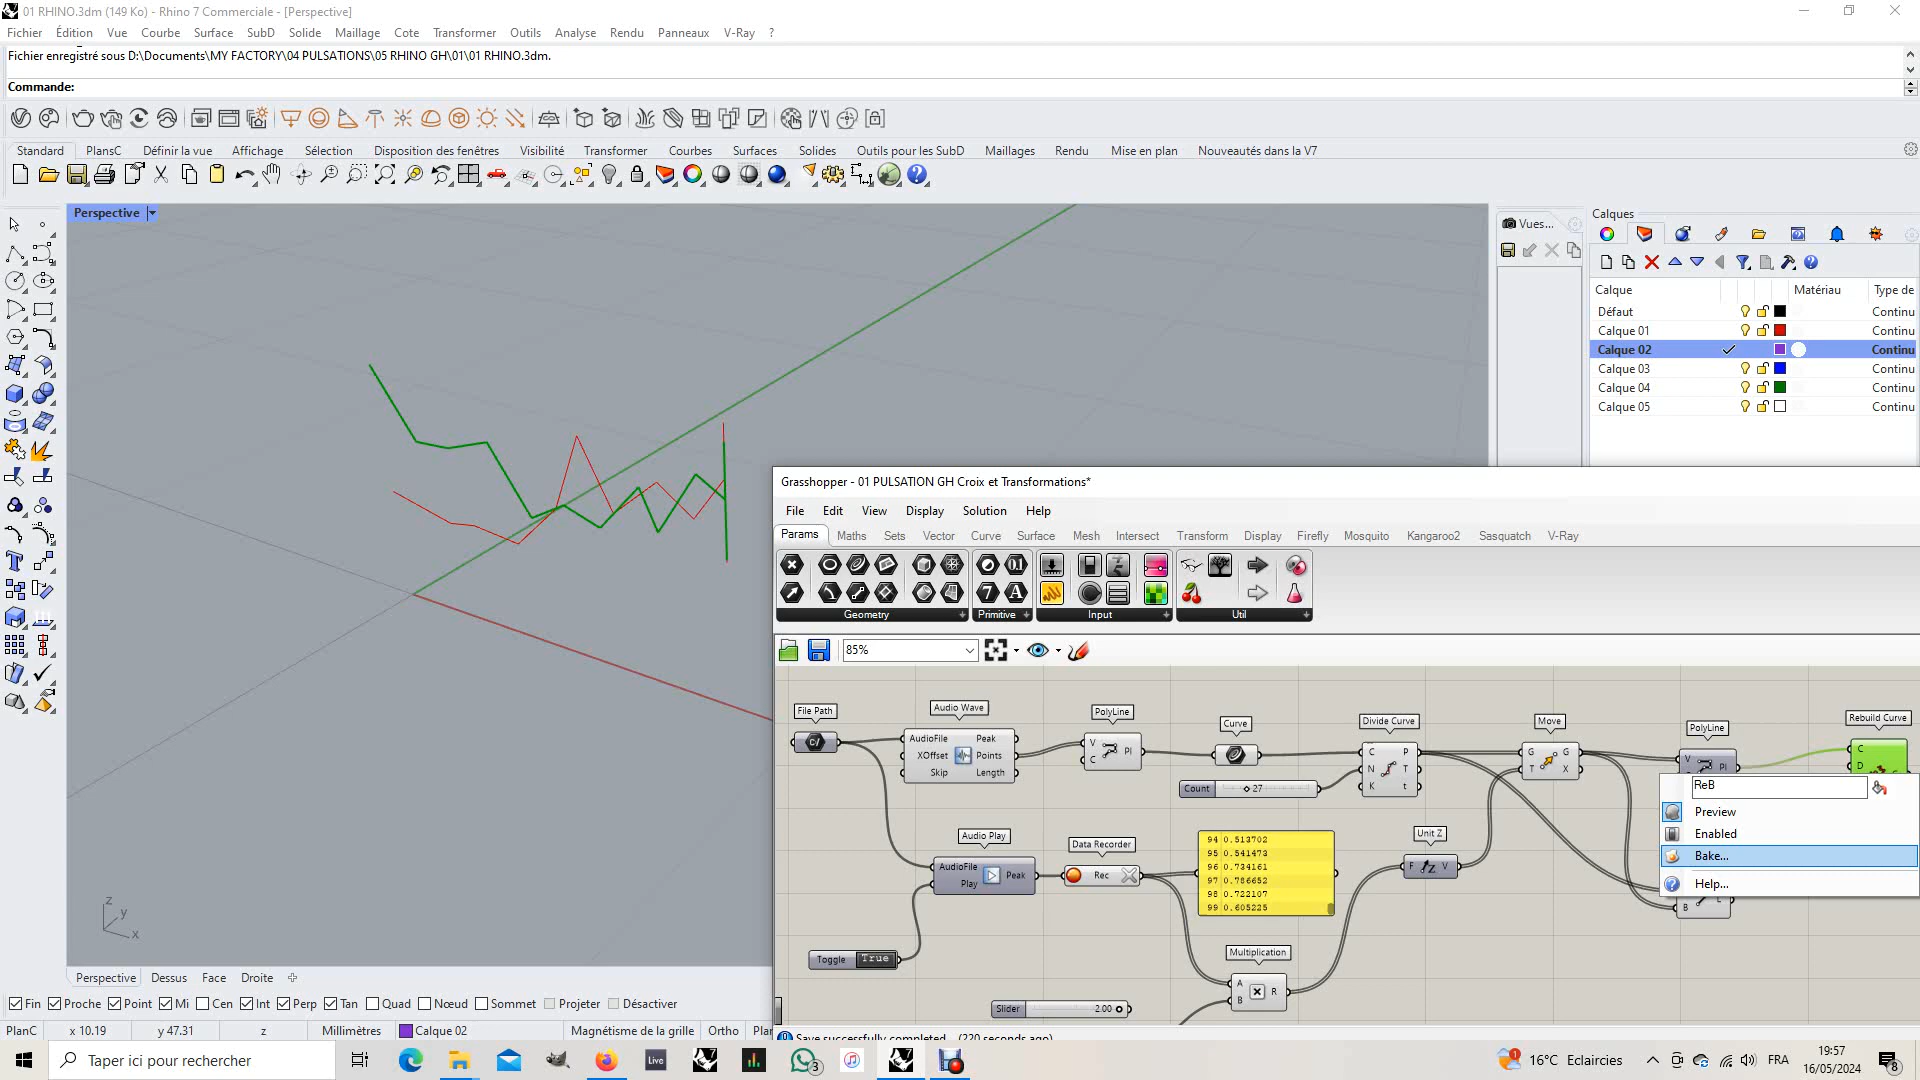 01 RHINO.3dm (149 Ko) - Rhino 7 Commerciale - [Perspective]
Fichier Édition Vue Courbe Surface SubD Solide Maillage Cote Transformer Outils Analyse Rendu Panneaux V-Ray ?
Fichier enregistré sous D:\Documents\MY FACTORY\04 PULSATIONS\05 RHINO GH\01\01 RHINO.3dm.
Commande:
Standard PlansC Définir la vue Affichage Sélection Disposition des fenêtres Visibilité Transformer Courbes Surfaces Solides Outils pour les SubD Maillages Rendu Mise en plan Nouveautés dans la V7
Perspective
Vues...
Calques
Calque Matériau Type de
Défaut Continu
Calque 01 Continu
Calque 02 Continu
Calque 03 Continu
Calque 04 Continu
Calque 05 Continu
Grasshopper - 01 PULSATION GH Croix et Transformations*
File Edit View Display Solution Help
Params Maths Sets Vector Curve Surface Mesh Intersect Transform Display Firefly Mosquito Kangaroo2 Sasquatch V-Ray
Geometry Primitive Input Util
85%
File Path
Audio Wave
AudioFile Peak
XOffset Points
Skip Length
PolyLine
V Pl
C
Curve
Count 27
Divide Curve
C P
N T
K t
Move
G G
T X
PolyLine
V Pl
Rebuild Curve
C
D
ReB
Preview
Enabled
Bake...
Help...
B L
Audio Play
AudioFile Peak
Play
Data Recorder
Rec
94 0.513702
95 0.541473
96 0.734161
97 0.786652
98 0.722107
99 0.605225
Unit Z
F Z V
Toggle True
Multiplication
A R
B
Slider 2.00
Save successfully completed... (220 seconds ago)
z
y
x
Perspective Dessus Face Droite
Fin Proche Point Mi Cen Int Perp Tan Quad Nœud Sommet Projeter Désactiver
PlanC x 10.19 y 47.31 z Millimètres Calque 02 Magnétisme de la grille Ortho Plan
Taper ici pour rechercher
Live
3
1
16°C Eclaircies
FRA
19:57
16/05/2024
8